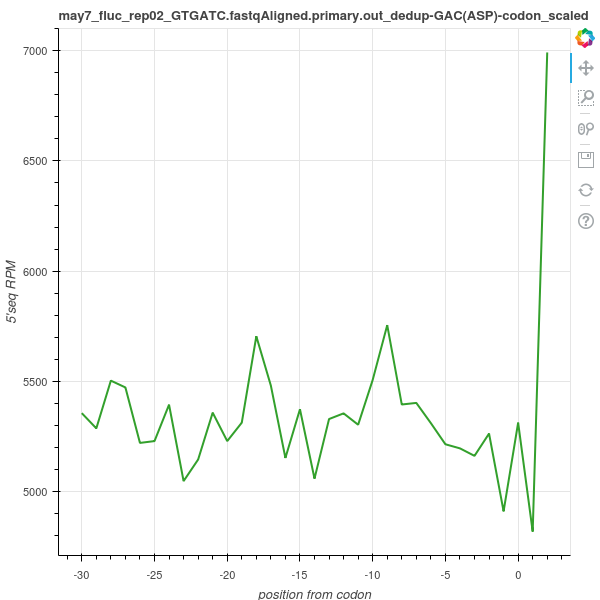 may7_fluc_rep02_GTGATC.fastqAligned.primary.out_dedup-GAC(ASP)-codon_scaled
7000
6500
6000
5500
5000
5'seq RPM
-30 -25 -20 -15 -10 -5 0
position from codon